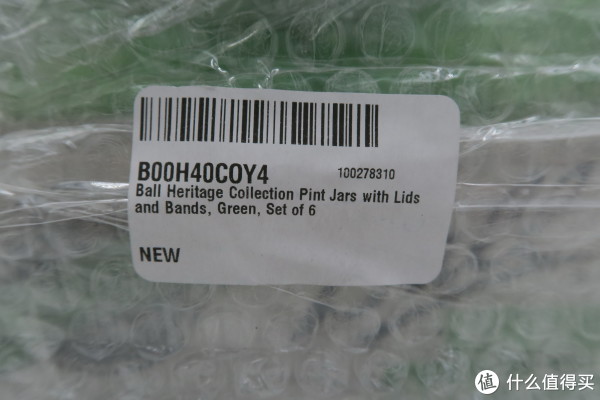 B00H40COY4 100278310
Ball Heritage Collection Pint Jars with Lids
and Bands, Green, Set of 6
NEW
值 什么值得买